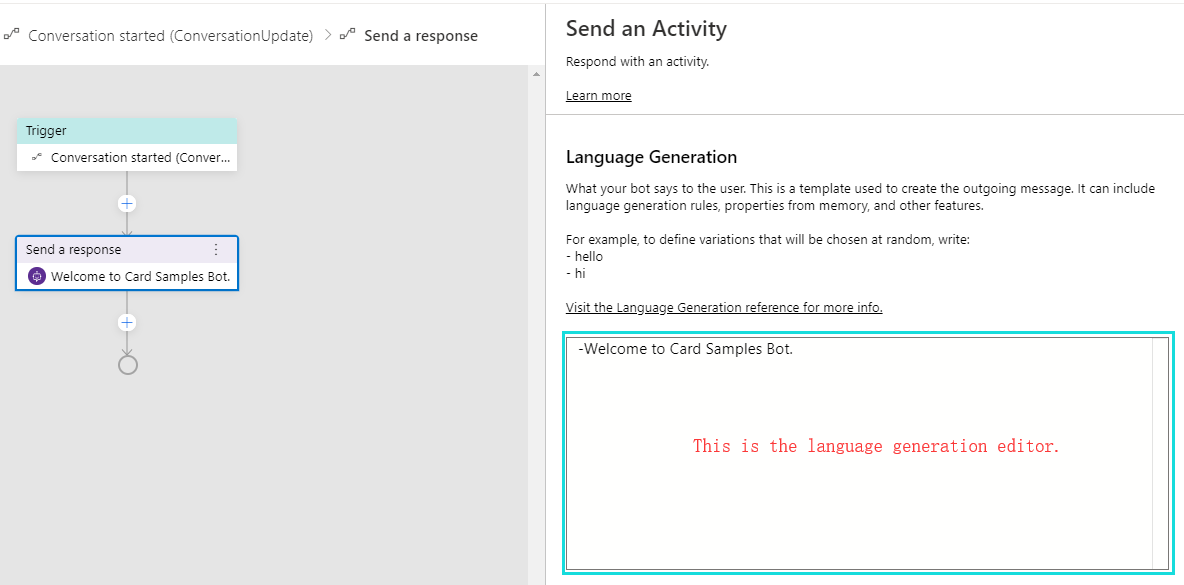 Conversation started (ConversationUpdate) > Send a response
Trigger
Conversation started (Conver...
Send a response
Welcome to Card Samples Bot.
Send an Activity
Respond with an activity.
Learn more
Language Generation
What your bot says to the user. This is a template used to create the outgoing message. It can include
language generation rules, properties from memory, and other features.
For example, to define variations that will be chosen at random, write:
- hello
- hi
Visit the Language Generation reference for more info.
-Welcome to Card Samples Bot.
This is the language generation editor.